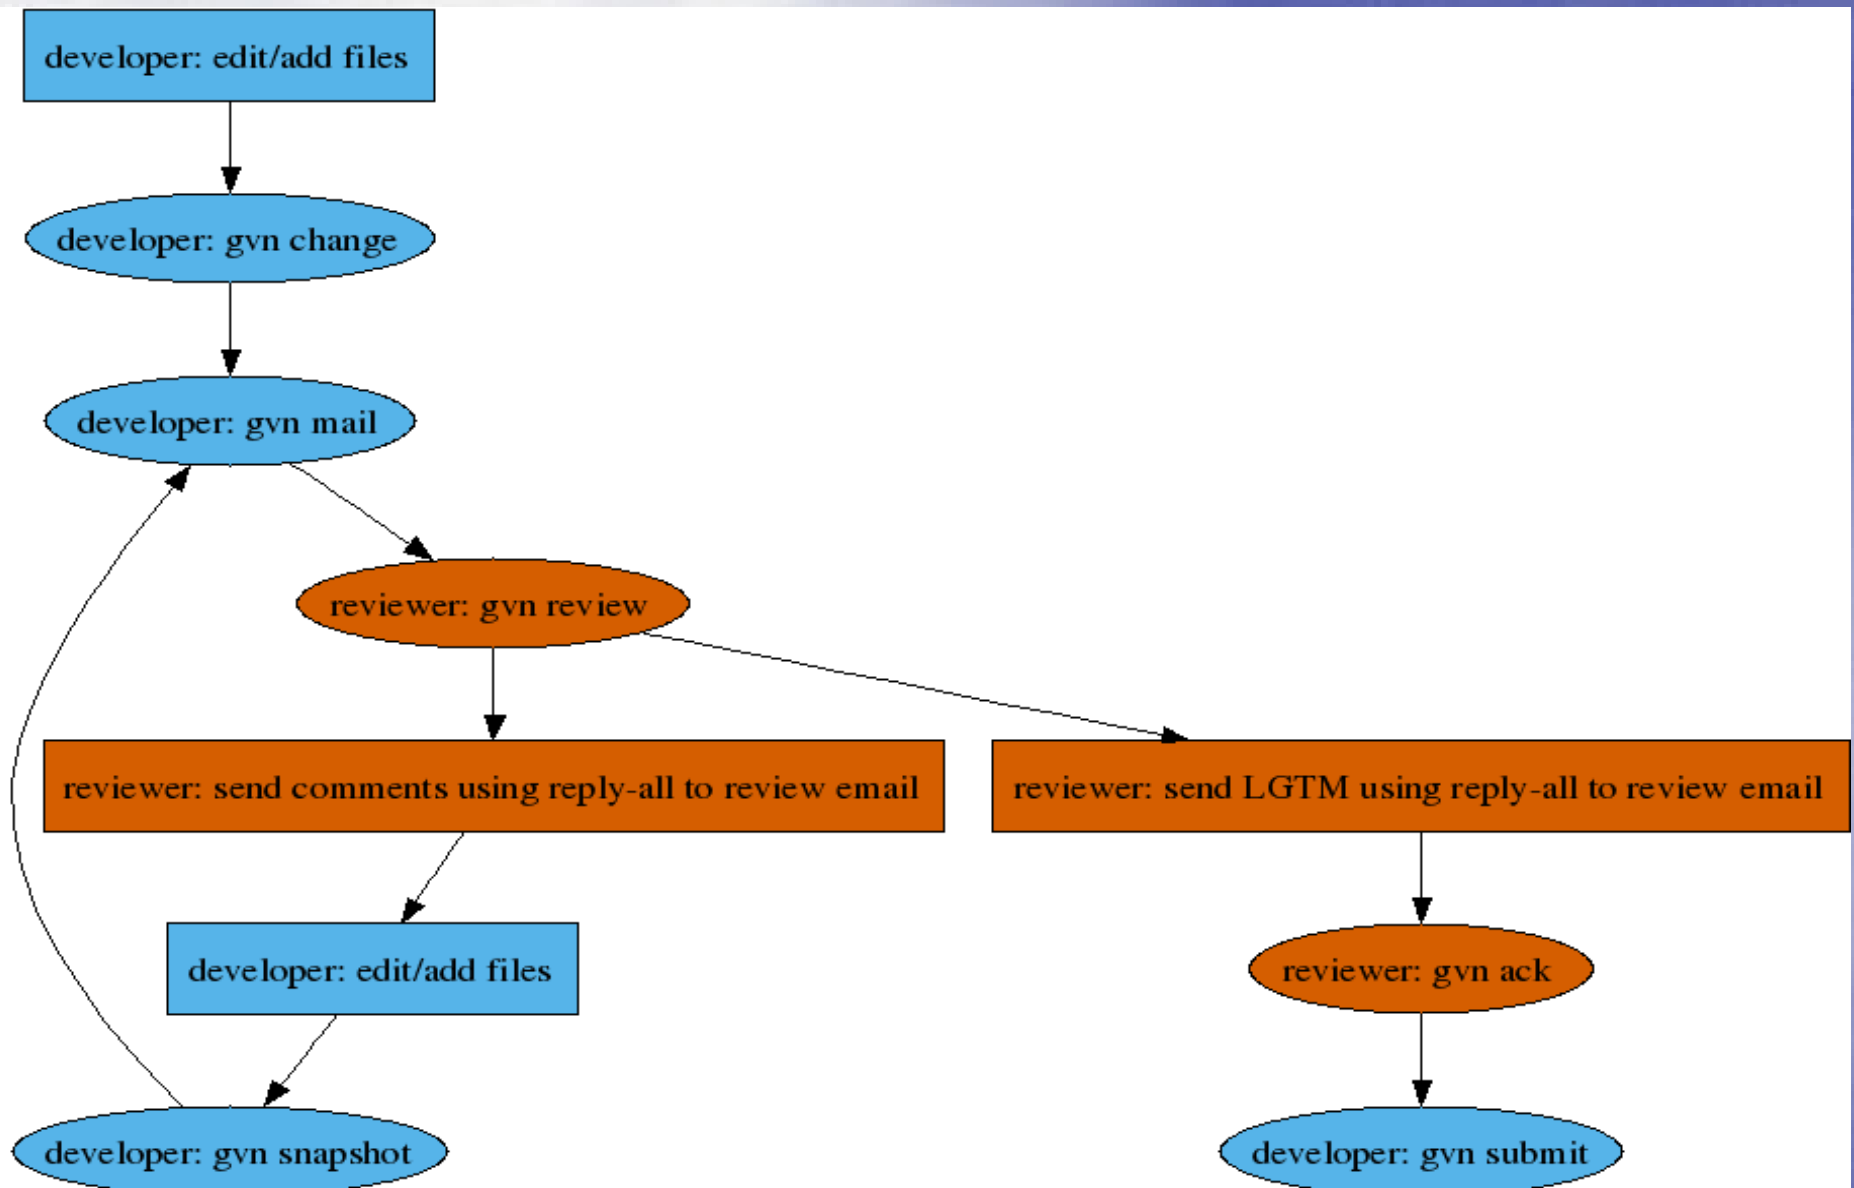 developer: edit/add files
developer: gvn change
developer: gvn mail
reviewer: gvn review
reviewer: send comments using reply-all to review email
reviewer: send LGTM using reply-all to review email
developer: edit/add files
reviewer: gvn ack
developer: gvn snapshot
developer: gvn submit